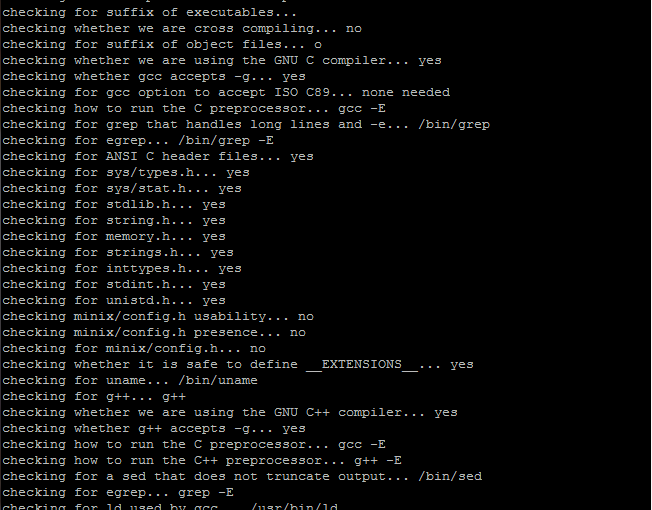 checking for suffix of executables...
checking whether we are cross compiling... no
checking for suffix of object files... o
checking whether we are using the GNU C compiler... yes
checking whether gcc accepts -g... yes
checking for gcc option to accept ISO C89... none needed
checking how to run the C preprocessor... gcc -E
checking for grep that handles long lines and -e... /bin/grep
checking for egrep... /bin/grep -E
checking for ANSI C header files... yes
checking for sys/types.h... yes
checking for sys/stat.h... yes
checking for stdlib.h... yes
checking for string.h... yes
checking for memory.h... yes
checking for strings.h... yes
checking for inttypes.h... yes
checking for stdint.h... yes
checking for unistd.h... yes
checking minix/config.h usability... no
checking minix/config.h presence... no
checking for minix/config.h... no
checking whether it is safe to define __EXTENSIONS__... yes
checking for uname... /bin/uname
checking for g++... g++
checking whether we are using the GNU C++ compiler... yes
checking whether g++ accepts -g... yes
checking how to run the C preprocessor... gcc -E
checking how to run the C++ preprocessor... g++ -E
checking for a sed that does not truncate output... /bin/sed
checking for egrep... grep -E
checking for ld used by gcc... /usr/bin/ld